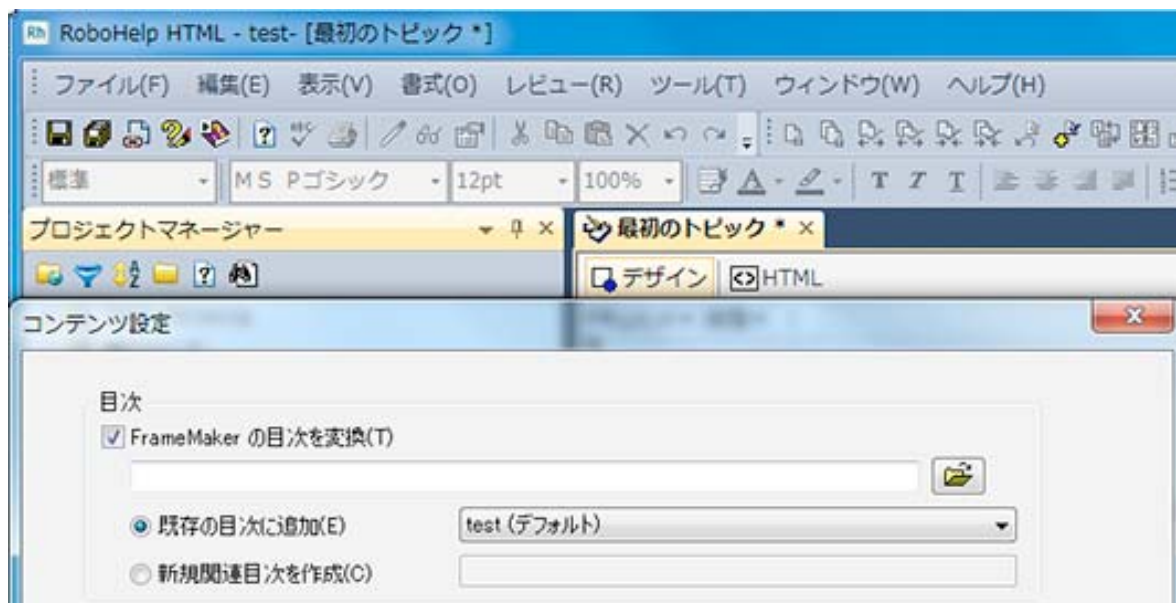 RoboHelp HTML - test- [最初のトピック *]
ファイル(F) 編集(E) 表示(V) 書式(O) レビュー(R) ツール(T) ウィンドウ(W) ヘルプ(H)
標準 MS Pゴシック 12pt 100%
プロジェクトマネージャー
最初のトピック *
デザイン HTML
コンテンツ設定
目次
FrameMaker の目次を変換(T)
既存の目次に追加(E) test (デフォルト)
新規関連目次を作成(C)